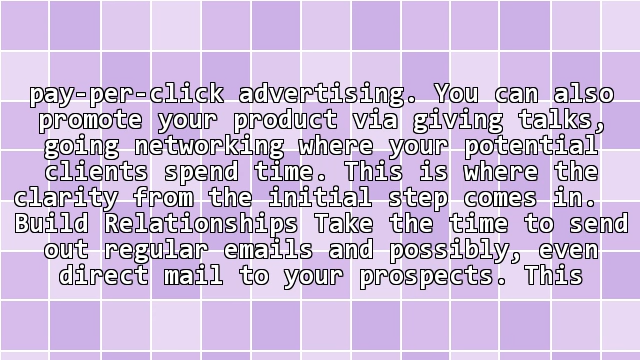 pay-per-click advertising. You can also
promote your product via giving talks,
going networking where your potential
clients spend time. This is where the
clarity from the initial step comes in.
Build Relationships Take the time to send
out regular emails and possibly, even
direct mail to your prospects. This